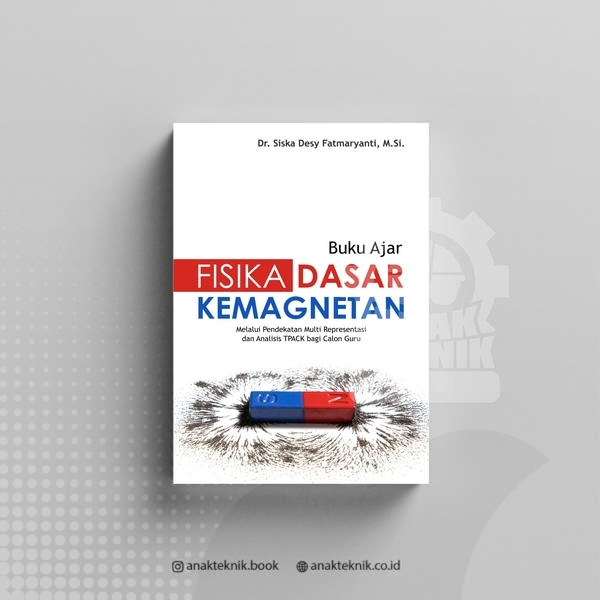 Dr. Siska Desy Fatmaryanti, M.Si.
Buku Ajar
FISIKA DASAR
KEMAGNETAN
Melalui Pendekatan Multi Representasi
dan Analisis TPACK bagi Calon Guru
S N
anakteknik.book anakteknik.co.id